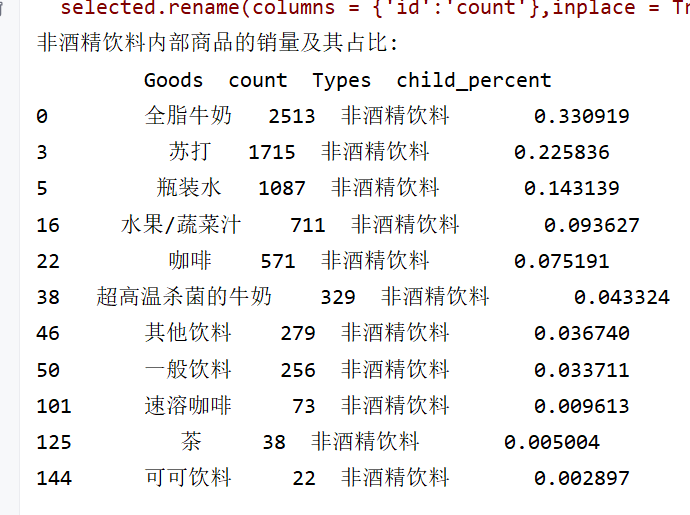 selected.rename(columns = {'id':'count'},inplace = Tr
非酒精饮料内部商品的销量及其占比:
Goods count Types child_percent
0 全脂牛奶 2513 非酒精饮料 0.330919
3 苏打 1715 非酒精饮料 0.225836
5 瓶装水 1087 非酒精饮料 0.143139
16 水果/蔬菜汁 711 非酒精饮料 0.093627
22 咖啡 571 非酒精饮料 0.075191
38 超高温杀菌的牛奶 329 非酒精饮料 0.043324
46 其他饮料 279 非酒精饮料 0.036740
50 一般饮料 256 非酒精饮料 0.033711
101 速溶咖啡 73 非酒精饮料 0.009613
125 茶 38 非酒精饮料 0.005004
144 可可饮料 22 非酒精饮料 0.002897